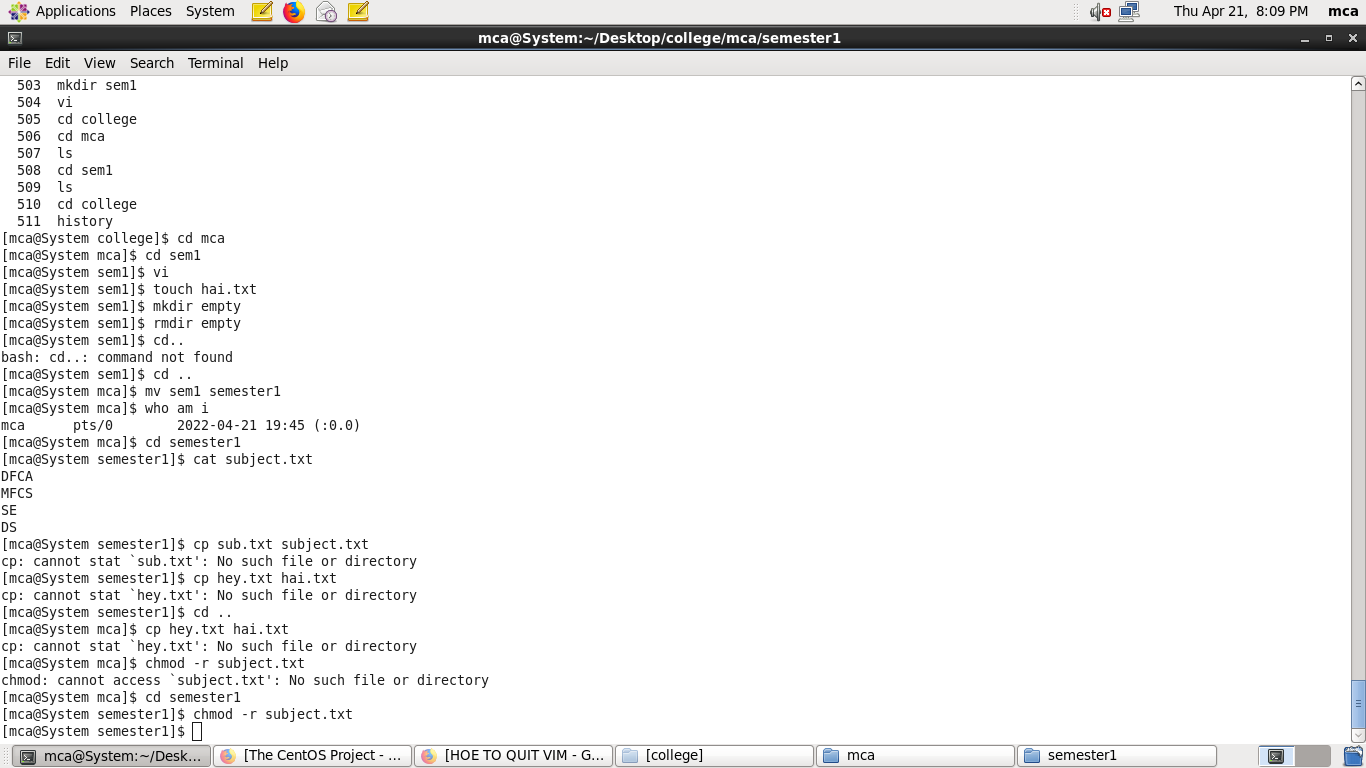 Applications Places System Thu Apr 21, 8:09 PM mca
mca@System:~/Desktop/college/mca/semester1
File Edit View Search Terminal Help
503 mkdir sem1
504 vi
505 cd college
506 cd mca
507 ls
508 cd sem1
509 ls
510 cd college
511 history
[mca@System college]$ cd mca
[mca@System mca]$ cd sem1
[mca@System sem1]$ vi
[mca@System sem1]$ touch hai.txt
[mca@System sem1]$ mkdir empty
[mca@System sem1]$ rmdir empty
[mca@System sem1]$ cd..
bash: cd..: command not found
[mca@System sem1]$ cd ..
[mca@System mca]$ mv sem1 semester1
[mca@System mca]$ who am i
mca pts/0 2022-04-21 19:45 (:0.0)
[mca@System mca]$ cd semester1
[mca@System semester1]$ cat subject.txt
DFCA
MFCS
SE
DS
[mca@System semester1]$ cp sub.txt subject.txt
cp: cannot stat `sub.txt': No such file or directory
[mca@System semester1]$ cp hey.txt hai.txt
cp: cannot stat `hey.txt': No such file or directory
[mca@System semester1]$ cd ..
[mca@System mca]$ cp hey.txt hai.txt
cp: cannot stat `hey.txt': No such file or directory
[mca@System mca]$ chmod -r subject.txt
chmod: cannot access `subject.txt': No such file or directory
[mca@System mca]$ cd semester1
[mca@System semester1]$ chmod -r subject.txt
[mca@System semester1]$
mca@System:~/Desk... [The CentOS Project - ... [HOE TO QUIT VIM - G... [college] mca semester1